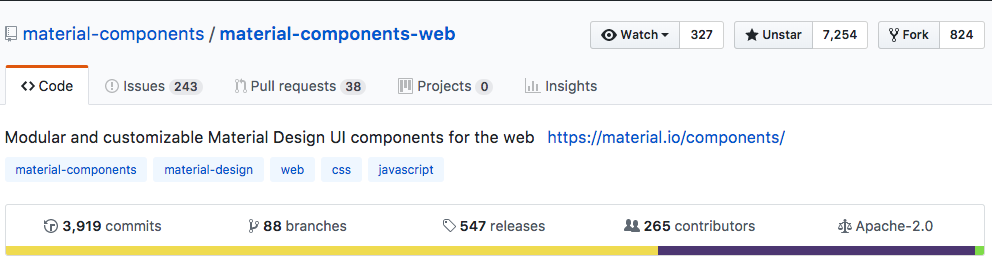 material-components / material-components-web Watch 327 Unstar 7,254 Fork 824
Code Issues 243 Pull requests 38 Projects 0 Insights
Modular and customizable Material Design UI components for the web https://material.io/components/
material-components material-design web css javascript
3,919 commits 88 branches 547 releases 265 contributors Apache-2.0